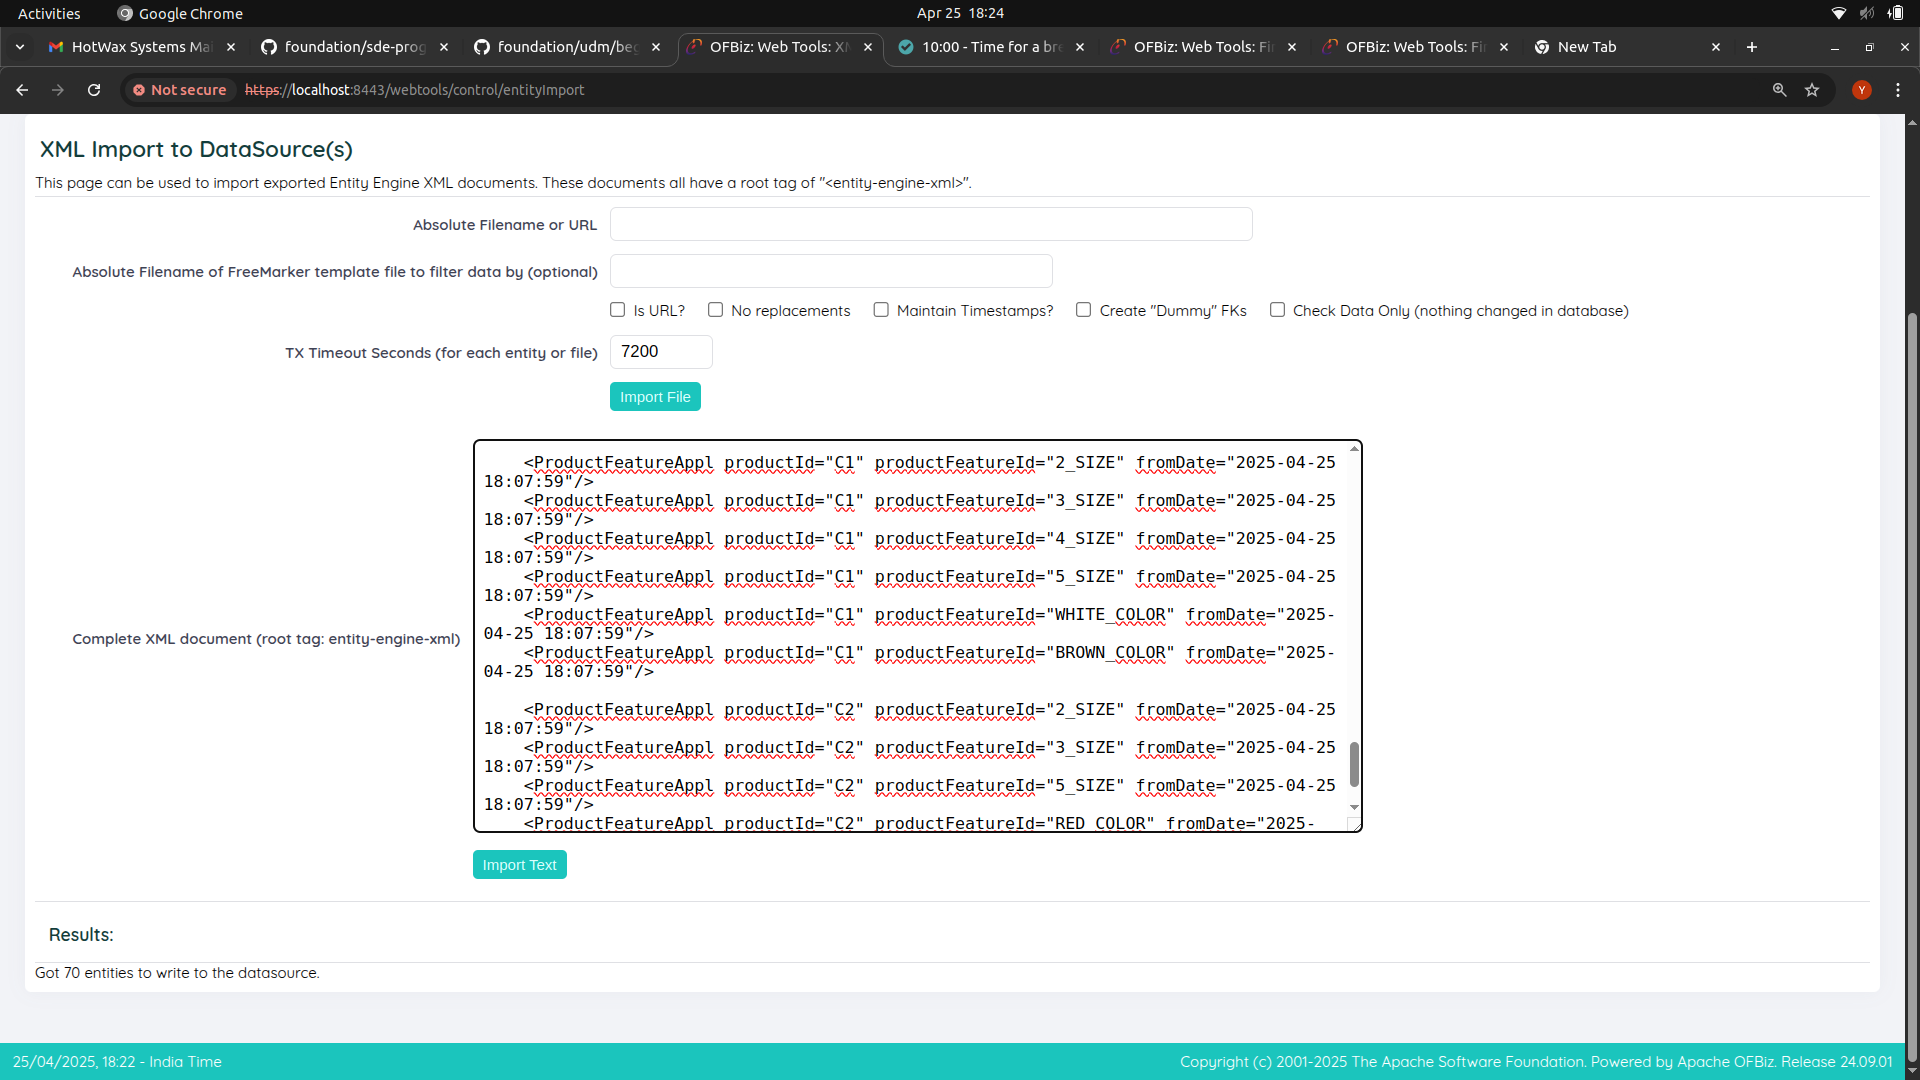 Activities
Google Chrome
Apr 25 18:24
HotWax Systems Mai
foundation/sde-prog
foundation/udm/beg
OFBiz: Web Tools: XM
10:00 - Time for a bre
OFBiz: Web Tools: Fin
OFBiz: Web Tools: Fin
New Tab
Not secure
https://localhost:8443/webtools/control/entityImport
Y
XML Import to DataSource(s)
This page can be used to import exported Entity Engine XML documents. These documents all have a root tag of "<entity-engine-xml>".
Absolute Filename or URL
Absolute Filename of FreeMarker template file to filter data by (optional)
Is URL? No replacements Maintain Timestamps? Create "Dummy" FKs Check Data Only (nothing changed in database)
TX Timeout Seconds (for each entity or file) 7200
Import File
Complete XML document (root tag: entity-engine-xml)
<ProductFeatureAppl productId="C1" productFeatureId="2_SIZE" fromDate="2025-04-25
18:07:59"/>
<ProductFeatureAppl productId="C1" productFeatureId="3_SIZE" fromDate="2025-04-25
18:07:59"/>
<ProductFeatureAppl productId="C1" productFeatureId="4_SIZE" fromDate="2025-04-25
18:07:59"/>
<ProductFeatureAppl productId="C1" productFeatureId="5_SIZE" fromDate="2025-04-25
18:07:59"/>
<ProductFeatureAppl productId="C1" productFeatureId="WHITE_COLOR" fromDate="2025-
04-25 18:07:59"/>
<ProductFeatureAppl productId="C1" productFeatureId="BROWN_COLOR" fromDate="2025-
04-25 18:07:59"/>
<ProductFeatureAppl productId="C2" productFeatureId="2_SIZE" fromDate="2025-04-25
18:07:59"/>
<ProductFeatureAppl productId="C2" productFeatureId="3_SIZE" fromDate="2025-04-25
18:07:59"/>
<ProductFeatureAppl productId="C2" productFeatureId="5_SIZE" fromDate="2025-04-25
18:07:59"/>
<ProductFeatureAppl productId="C2" productFeatureId="RED_COLOR" fromDate="2025-
Import Text
Results:
Got 70 entities to write to the datasource.
25/04/2025, 18:22 - India Time
Copyright (c) 2001-2025 The Apache Software Foundation. Powered by Apache OFBiz. Release 24.09.01